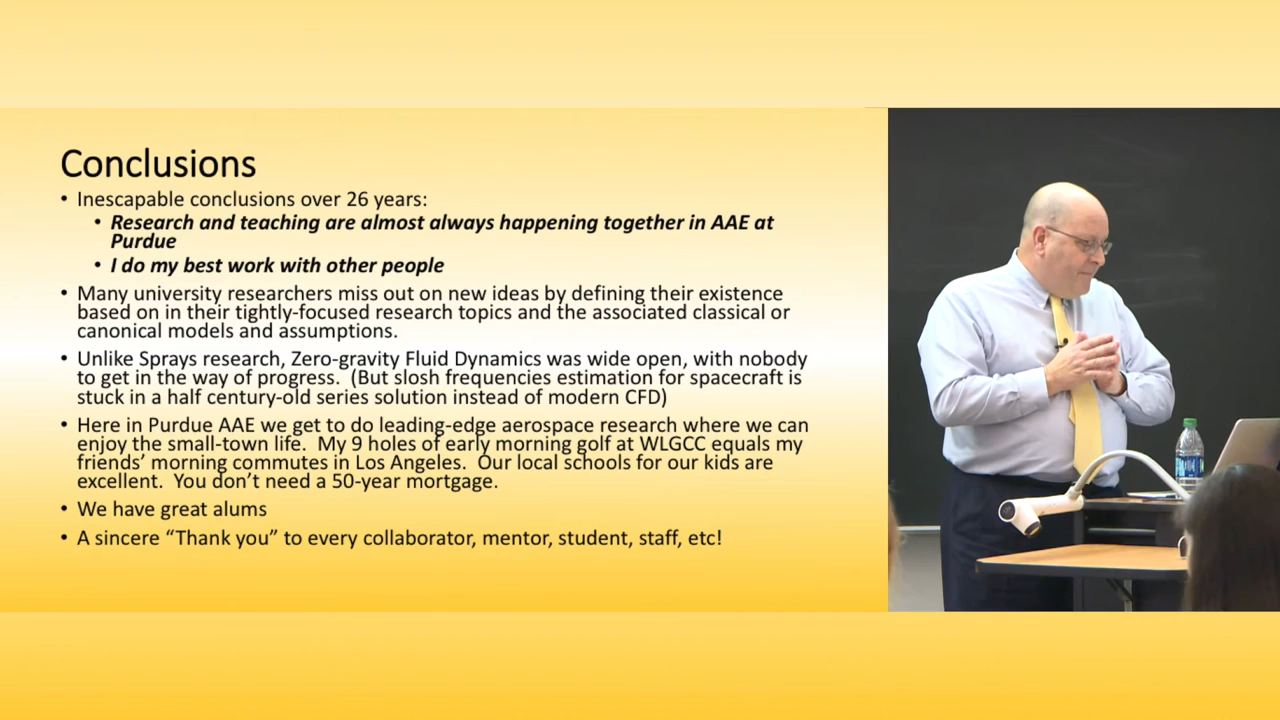 Conclusions
• Inescapable conclusions over 26 years:
• Research and teaching are almost always happening together in AAE at
Purdue
• I do my best work with other people
• Many university researchers miss out on new ideas by defining their existence
based on in their tightly-focused research topics and the associated classical or
canonical models and assumptions.
• Unlike Sprays research, Zero-gravity Fluid Dynamics was wide open, with nobody
to get in the way of progress. (But slosh frequencies estimation for spacecraft is
stuck in a half century-old series solution instead of modern CFD)
• Here in Purdue AAE we get to do leading-edge aerospace research where we can
enjoy the small-town life. My 9 holes of early morning golf at WLGCC equals my
friends’ morning commutes in Los Angeles. Our local schools for our kids are
excellent. You don’t need a 50-year mortgage.
• We have great alums
• A sincere “Thank you” to every collaborator, mentor, student, staff, etc!